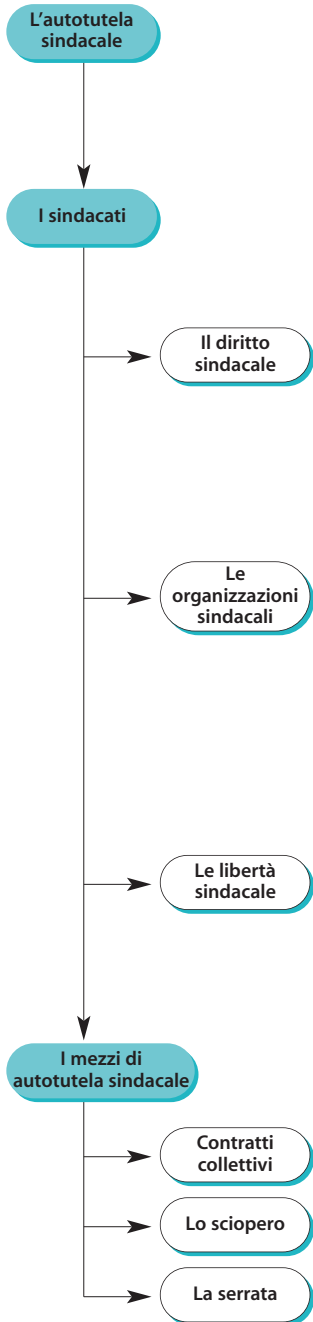 L’autotutela
sindacale
I sindacati
Il diritto
sindacale
Le
organizzazioni
sindacali
Le libertà
sindacale
I mezzi di
autotutela sindacale
Contratti
collettivi
Lo sciopero
La serrata